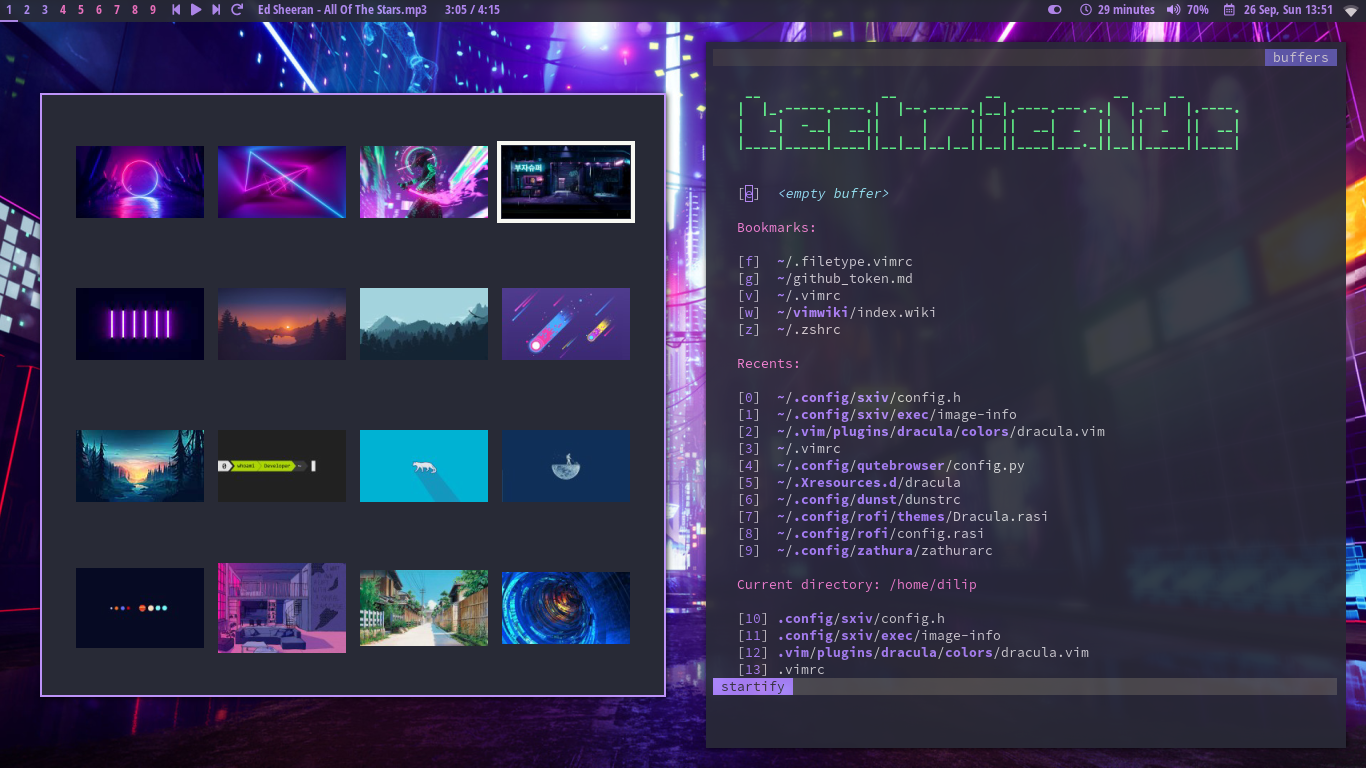 1 2 3 4 5 6 7 8 9 Ed Sheeran - All Of The Stars.mp3 3:05 / 4:15 29 minutes 70% 26 Sep, Sun 13:51
buffers
[e] <empty buffer>
Bookmarks:
[f] ~/.filetype.vimrc
[g] ~/github_token.md
[v] ~/.vimrc
[w] ~/vimwiki/index.wiki
[z] ~/.zshrc
Recents:
[0] ~/.config/sxiv/config.h
[1] ~/.config/sxiv/exec/image-info
[2] ~/.vim/plugins/dracula/colors/dracula.vim
[3] ~/.vimrc
[4] ~/.config/qutebrowser/config.py
[5] ~/.Xresources.d/dracula
[6] ~/.config/dunst/dunstrc
[7] ~/.config/rofi/themes/Dracula.rasi
[8] ~/.config/rofi/config.rasi
[9] ~/.config/zathura/zathurarc
Current directory: /home/dilip
[10] .config/sxiv/config.h
[11] .config/sxiv/exec/image-info
[12] .vim/plugins/dracula/colors/dracula.vim
[13] .vimrc
startify
부자슈퍼
whoami Developer ~